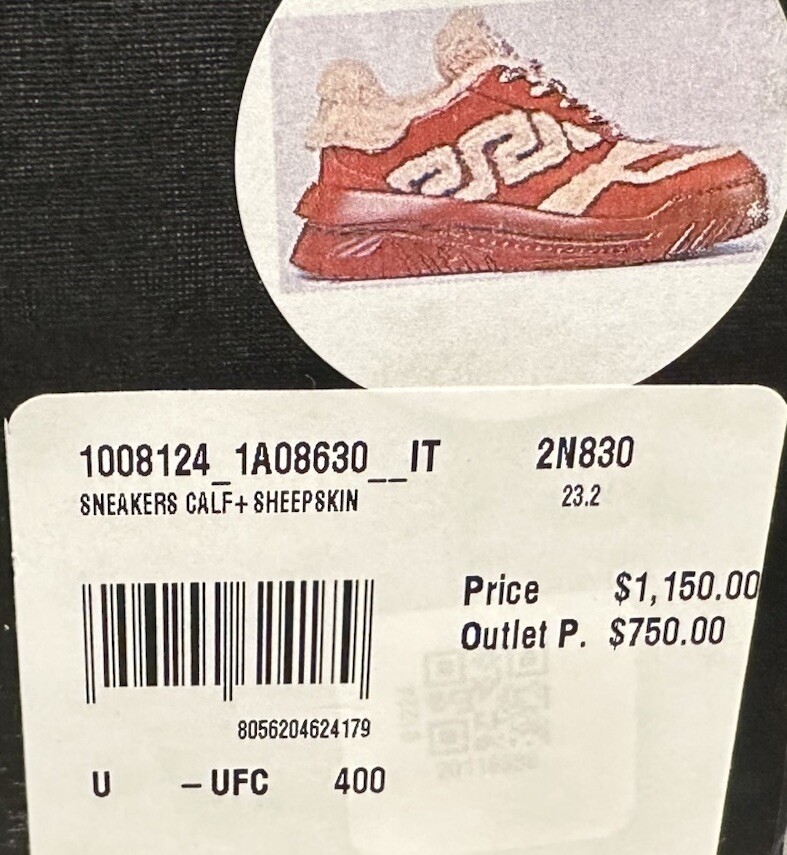 1008124_1A08630__IT 2N830
SNEAKERS CALF+ SHEEPSKIN 23.2
Price $1,150.00
Outlet P. $750.00
8056204624179
U – UFC 400